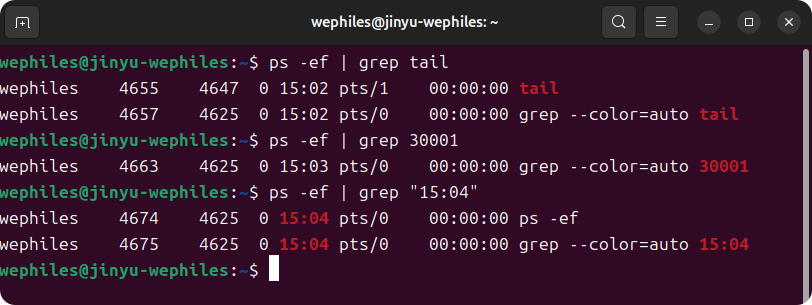 wephiles@jinyu-wephiles: ~
wephiles@jinyu-wephiles:~$ ps -ef | grep tail
wephiles    4655    4647  0 15:02 pts/1    00:00:00 tail
wephiles    4657    4625  0 15:02 pts/0    00:00:00 grep --color=auto tail
wephiles@jinyu-wephiles:~$ ps -ef | grep 30001
wephiles    4663    4625  0 15:03 pts/0    00:00:00 grep --color=auto 30001
wephiles@jinyu-wephiles:~$ ps -ef | grep "15:04"
wephiles    4674    4625  0 15:04 pts/0    00:00:00 ps -ef
wephiles    4675    4625  0 15:04 pts/0    00:00:00 grep --color=auto 15:04
wephiles@jinyu-wephiles:~$